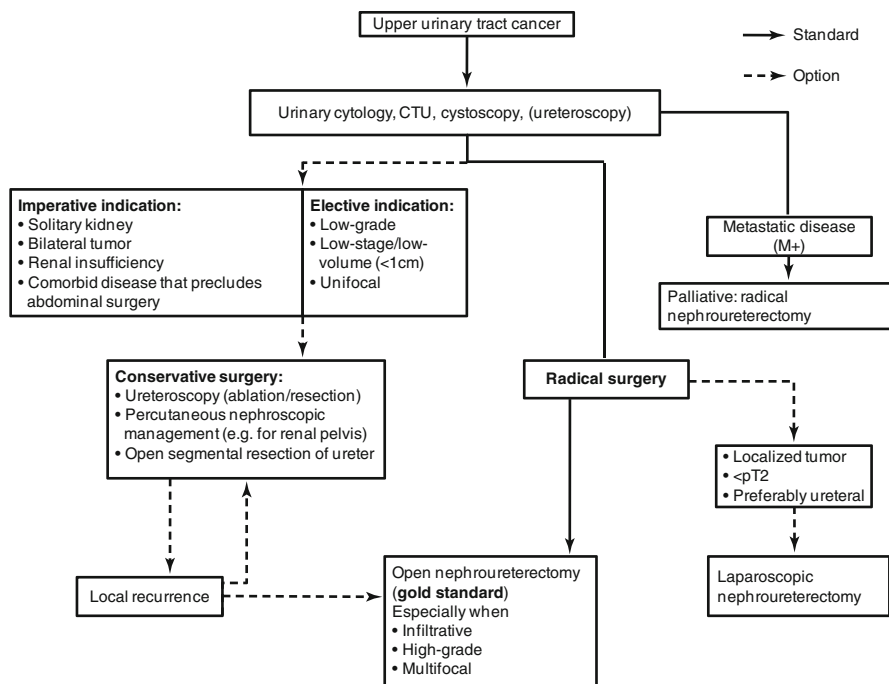 Upper urinary tract cancer
Standard
Option
Urinary cytology, CTU, cystoscopy, (ureteroscopy)
Imperative indication:
• Solitary kidney
• Bilateral tumor
• Renal insufficiency
• Comorbid disease that precludes
abdominal surgery
Elective indication:
• Low-grade
• Low-stage/low-
volume (<1cm)
• Unifocal
Metastatic disease
(M+)
Palliative: radical
nephroureterectomy
Conservative surgery:
• Ureteroscopy (ablation/resection)
• Percutaneous nephroscopic
management (e.g. for renal pelvis)
• Open segmental resection of ureter
Radical surgery
• Localized tumor
• <pT2
• Preferably ureteral
Local recurrence
Open nephroureterectomy
(gold standard)
Especially when
• Infiltrative
• High-grade
• Multifocal
Laparoscopic
nephroureterectomy